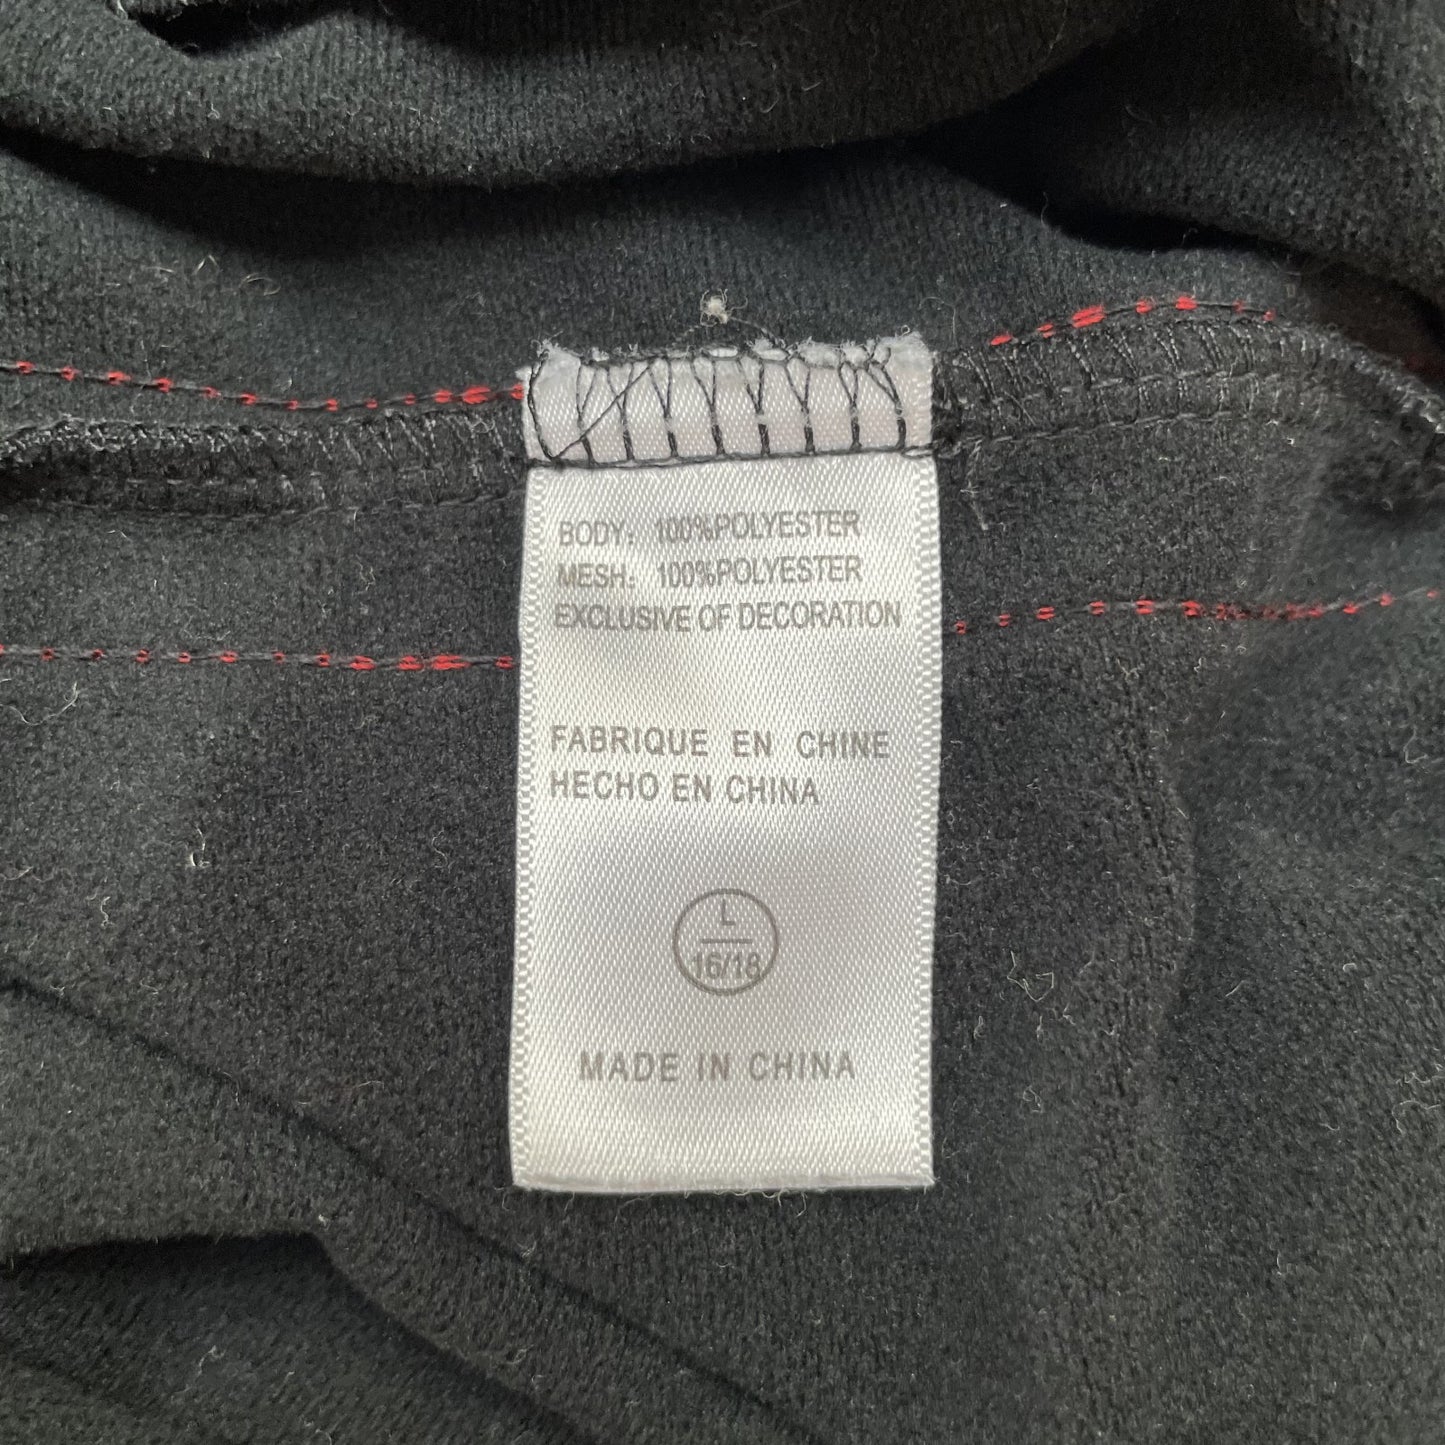 BODY: 100%POLYESTER
MESH: 100%POLYESTER
EXCLUSIVE OF DECORATION
FABRIQUE EN CHINE
HECHO EN CHINA
L
16/18
MADE IN CHINA